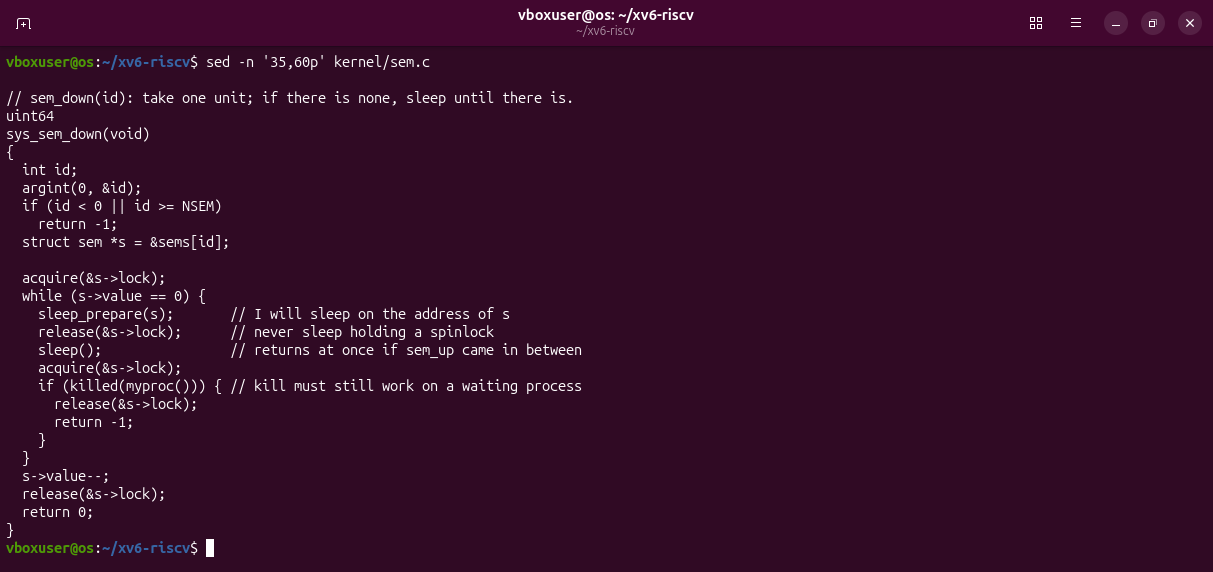 vboxuser@os: ~/xv6-riscv
~/xv6-riscv
vboxuser@os:~/xv6-riscv$ sed -n '35,60p' kernel/sem.c

// sem_down(id): take one unit; if there is none, sleep until there is.
uint64
sys_sem_down(void)
{
  int id;
  argint(0, &id);
  if (id < 0 || id >= NSEM)
    return -1;
  struct sem *s = &sems[id];

  acquire(&s->lock);
  while (s->value == 0) {
    sleep_prepare(s);       // I will sleep on the address of s
    release(&s->lock);      // never sleep holding a spinlock
    sleep();                // returns at once if sem_up came in between
    acquire(&s->lock);
    if (killed(myproc())) { // kill must still work on a waiting process
      release(&s->lock);
      return -1;
    }
  }
  s->value--;
  release(&s->lock);
  return 0;
}
vboxuser@os:~/xv6-riscv$